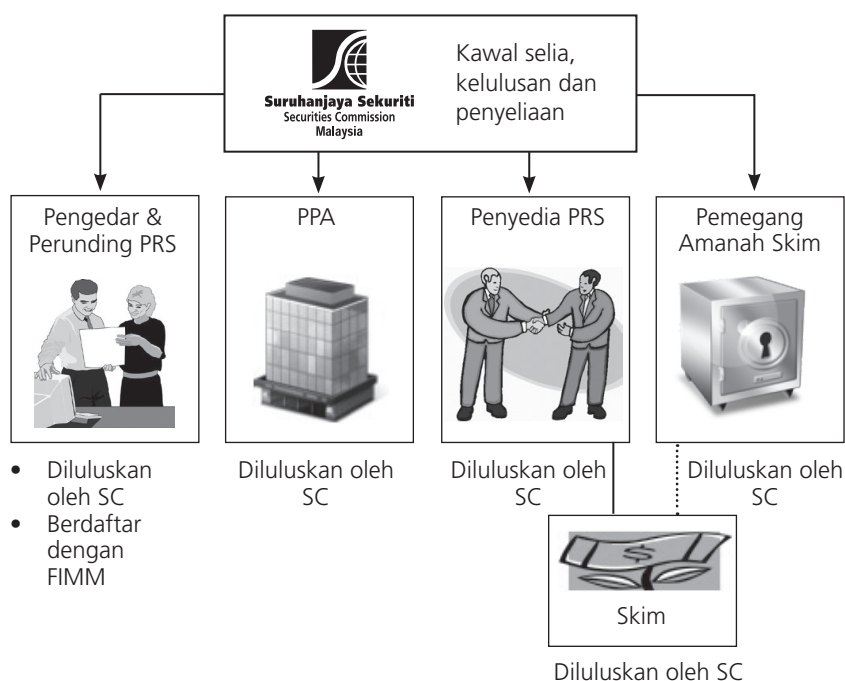 Suruhanjaya Sekuriti
Securities Commission
Malaysia
Kawal selia,
kelulusan dan
penyeliaan
Pengedar &
Perunding PRS
• Diluluskan
oleh SC
• Berdaftar
dengan
FIMM
PPA
Diluluskan oleh
SC
Penyedia PRS
Diluluskan oleh
SC
Pemegang
Amanah Skim
Diluluskan oleh
SC
$
Skim
Diluluskan oleh SC